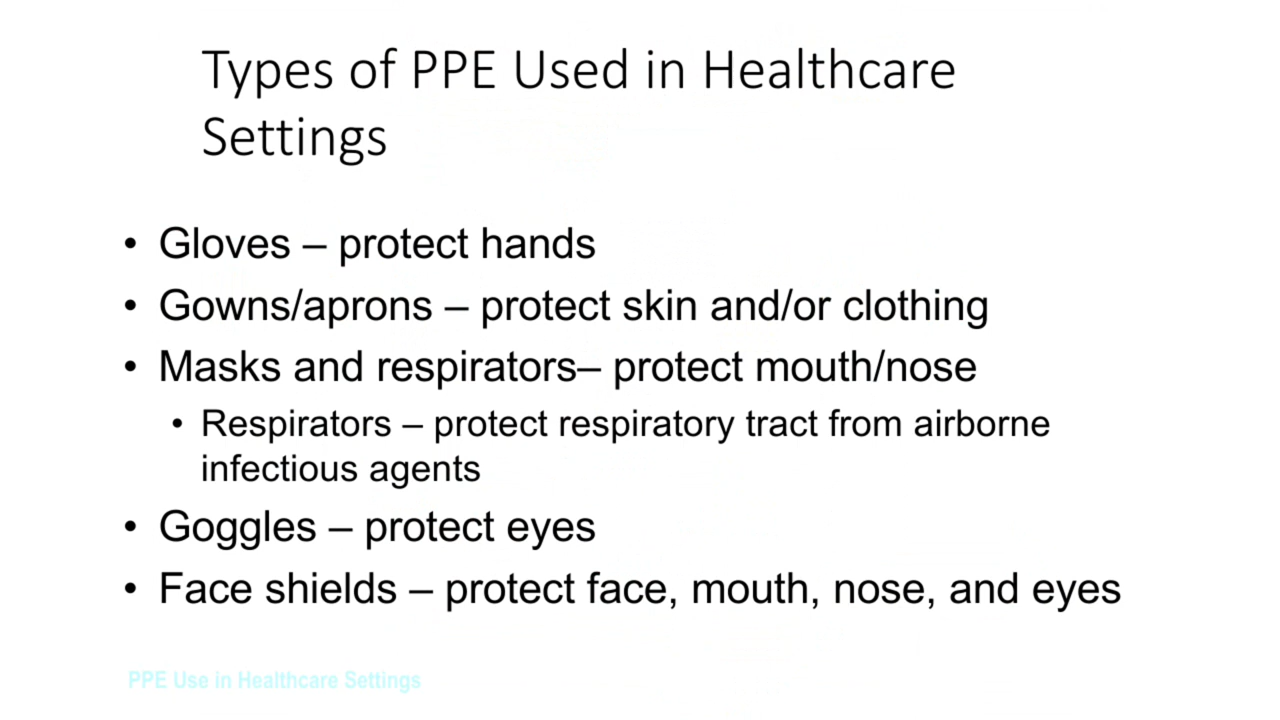 Types of PPE Used in Healthcare
Settings
• Gloves – protect hands
• Gowns/aprons – protect skin and/or clothing
• Masks and respirators– protect mouth/nose
• Respirators – protect respiratory tract from airborne
infectious agents
• Goggles – protect eyes
• Face shields – protect face, mouth, nose, and eyes
PPE Use in Healthcare Settings